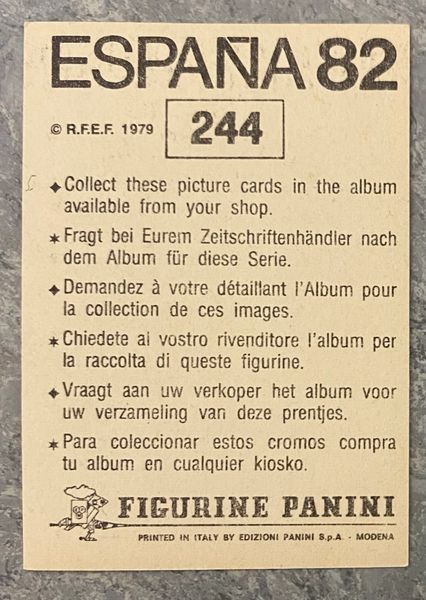 ESPAÑA 82
© R.F.E.F. 1979
244
◆ Collect these picture cards in the album
available from your shop.
✶ Fragt bei Eurem Zeitschriftenhändler nach
dem Album für diese Serie.
◆ Demandez à votre détaillant l'Album pour
la collection de ces images.
✶ Chiedete al vostro rivenditore l'album per
la raccolta di queste figurine.
◆ Vraagt aan uw verkoper het album voor
uw verzameling van deze prentjes.
✶ Para coleccionar estos cromos compra
tu album en cualquier kiosko.
FIGURINE PANINI
PRINTED IN ITALY BY EDIZIONI PANINI S.p.A. - MODENA